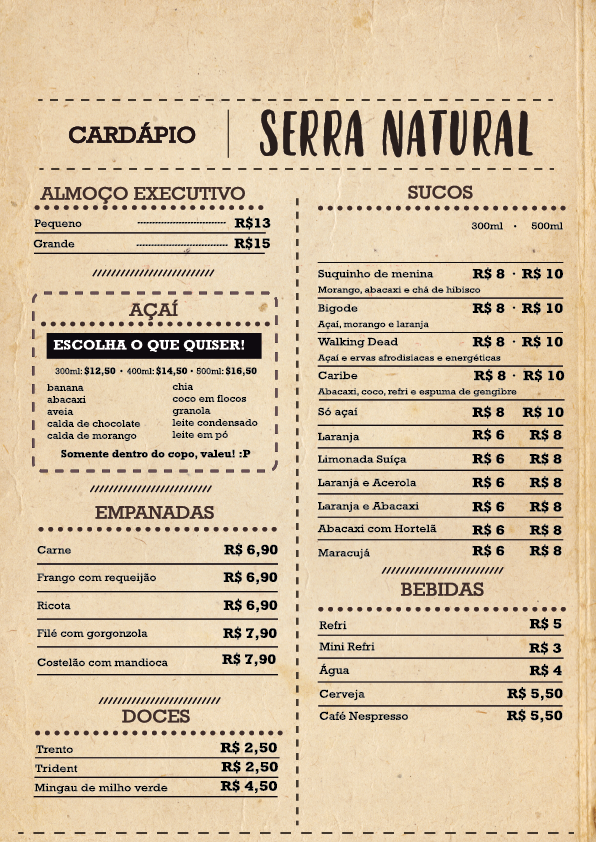 CARDÁPIO
SERRA NATURAL
ALMOÇO EXECUTIVO
Pequeno ---------------------------- R$13
Grande ---------------------------- R$15
AÇAÍ
ESCOLHA O QUE QUISER!
300ml: $12,50 · 400ml: $14,50 · 500ml: $16,50
banana chia
abacaxi coco em flocos
aveia granola
calda de chocolate leite condensado
calda de morango leite em pó
Somente dentro do copo, valeu! :P
EMPANADAS
Carne R$ 6,90
Frango com requeijão R$ 6,90
Ricota R$ 6,90
Filé com gorgonzola R$ 7,90
Costelão com mandioca R$ 7,90
DOCES
Trento R$ 2,50
Trident R$ 2,50
Mingau de milho verde R$ 4,50
SUCOS
300ml · 500ml
Suquinho de menina R$ 8 · R$ 10
Morango, abacaxi e chá de hibisco
Bigode R$ 8 · R$ 10
Açaí, morango e laranja
Walking Dead R$ 8 · R$ 10
Açaí e ervas afrodisiacas e energéticas
Caribe R$ 8 · R$ 10
Abacaxi, coco, refri e espuma de gengibre
Só açaí R$ 8 R$ 10
Laranja R$ 6 R$ 8
Limonada Suíça R$ 6 R$ 8
Laranja e Acerola R$ 6 R$ 8
Laranja e Abacaxi R$ 6 R$ 8
Abacaxi com Hortelã R$ 6 R$ 8
Maracujá R$ 6 R$ 8
BEBIDAS
Refri R$ 5
Mini Refri R$ 3
Água R$ 4
Cerveja R$ 5,50
Café Nespresso R$ 5,50